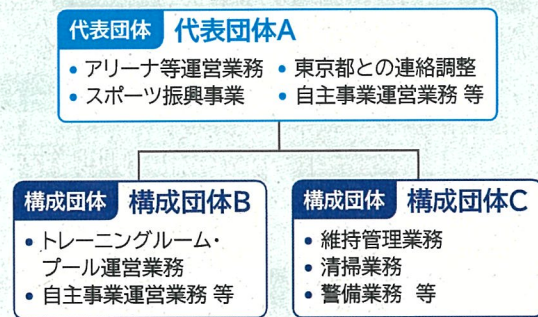 代表団体 代表団体A
• アリーナ等運営業務 • 東京都との連絡調整
• スポーツ振興事業 • 自主事業運営業務 等
構成団体 構成団体B
• トレーニングルーム・
プール運営業務
• 自主事業運営業務 等
構成団体 構成団体C
• 維持管理業務
• 清掃業務
• 警備業務 等